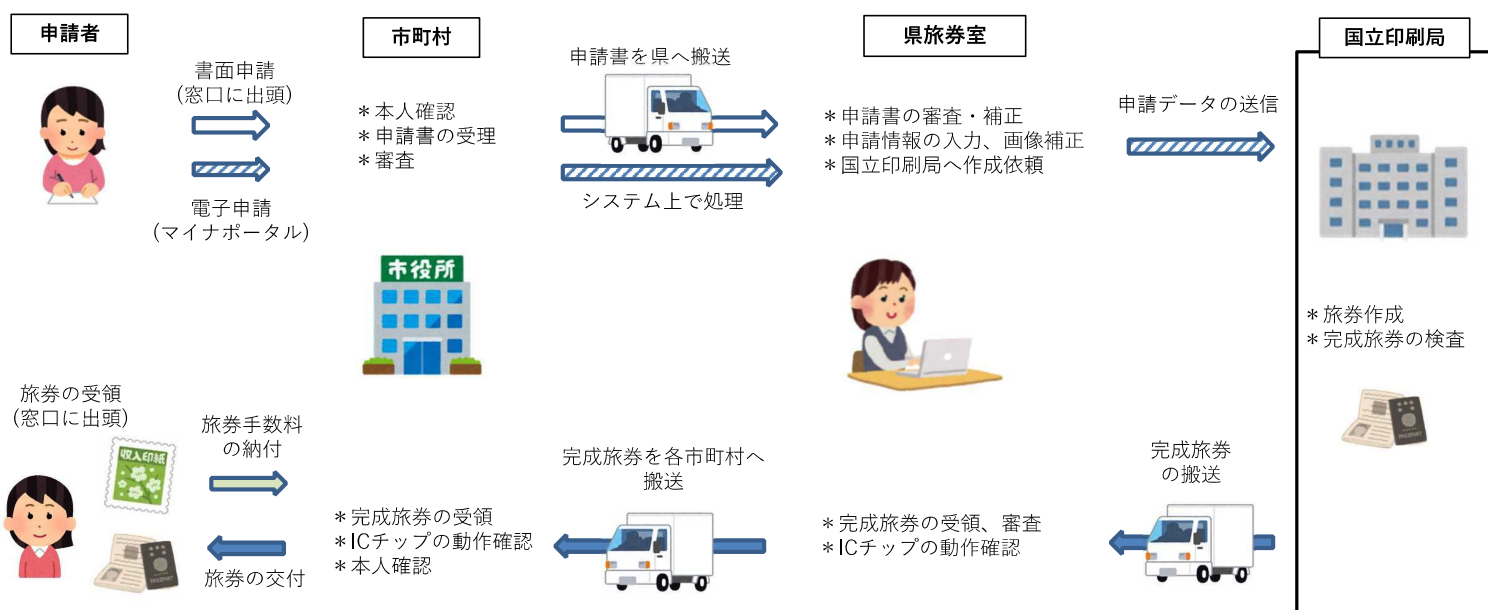 申請者
市町村
県旅券室
国立印刷局
書面申請
(窓口に出頭)
電子申請
(マイナポータル)
＊本人確認
＊申請書の受理
＊審査
申請書を県へ搬送
システム上で処理
＊申請書の審査・補正
＊申請情報の入力、画像補正
＊国立印刷局へ作成依頼
申請データの送信
市役所
＊旅券作成
＊完成旅券の検査
旅券の受領
(窓口に出頭)
収入印紙
旅券手数料
の納付
旅券の交付
＊完成旅券の受領
＊ICチップの動作確認
＊本人確認
完成旅券を各市町村へ
搬送
＊完成旅券の受領、審査
＊ICチップの動作確認
完成旅券
の搬送
PASSPORT
PASSPORT